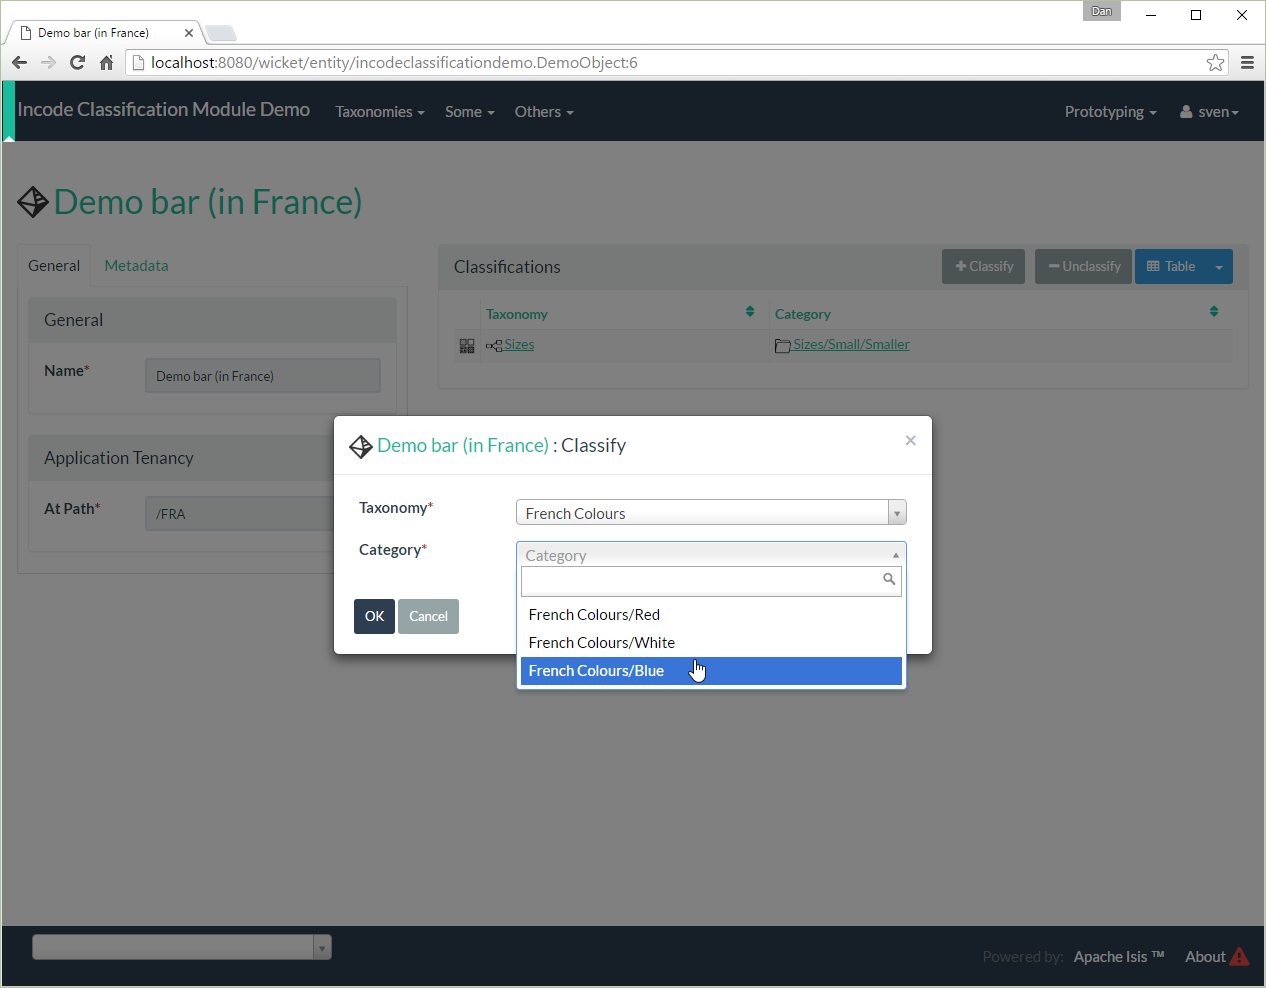 Dan
Demo bar (in France)
localhost:8080/wicket/entity/incodeclassificationdemo.DemoObject:6
Incode Classification Module Demo Taxonomies Some Others Prototyping sven
Demo bar (in France)
General Metadata
Classifications Classify Unclassify Table
General
Taxonomy Category
Sizes Sizes/Small/Smaller
Name* Demo bar (in France)
Application Tenancy
At Path* /FRA
Demo bar (in France) : Classify ×
Taxonomy* French Colours
Category* Category
French Colours/Red
French Colours/White
French Colours/Blue
OK Cancel
Powered by: Apache Isis ™ About